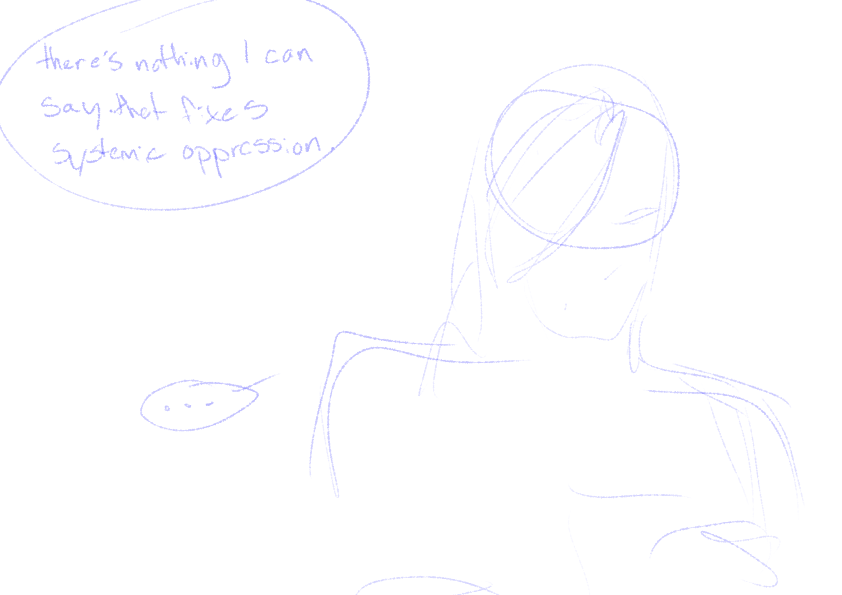 there's nothing I can
say that fixes
systemic oppression.
...